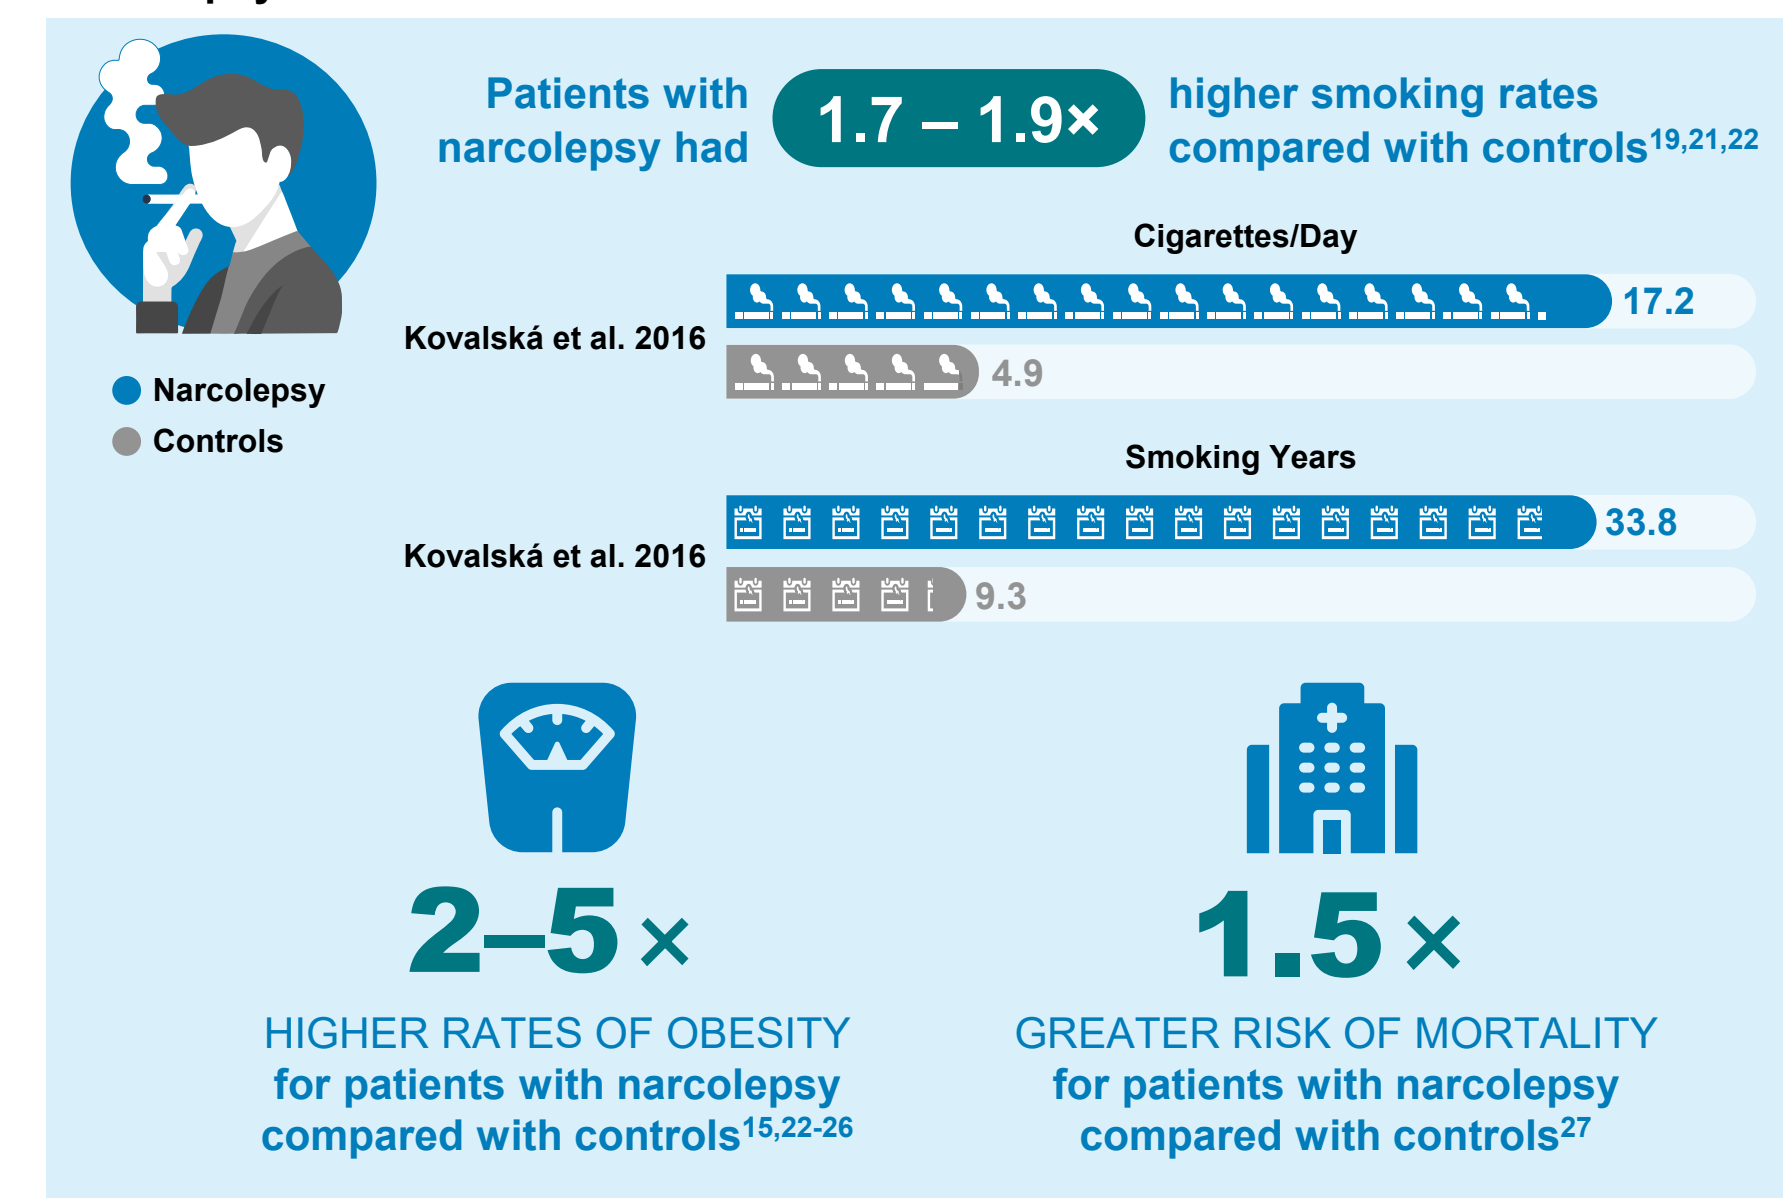 Patients with
narcolepsy had
1.7 – 1.9×
higher smoking rates
compared with controls19,21,22
Cigarettes/Day
Kovalská et al. 2016
17.2
4.9
Narcolepsy
Controls
Smoking Years
Kovalská et al. 2016
33.8
9.3
2–5×
HIGHER RATES OF OBESITY
for patients with narcolepsy
compared with controls15,22-26
1.5×
GREATER RISK OF MORTALITY
for patients with narcolepsy
compared with controls27